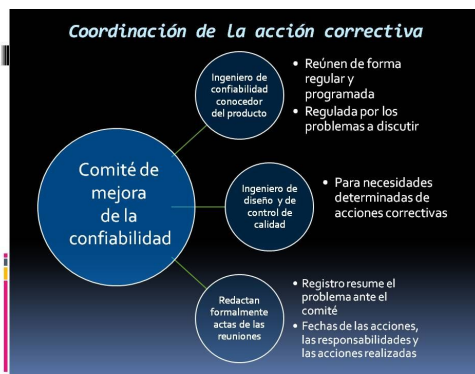 Coordinación de la acción correctiva
Comité de
mejora
de la
confiabilidad
Ingeniero de
confiabilidad
conocedor
del producto
• Reúnen de forma
regular y
programada
• Regulada por los
problemas a discutir
Ingeniero de
diseño y de
control de
calidad
• Para necesidades
determinadas de
acciones correctivas
Redactan
formalmente
actas de las
reuniones
• Registro resume el
problema ante el
comité
• Fechas de las acciones,
las responsabilidades y
las acciones realizadas